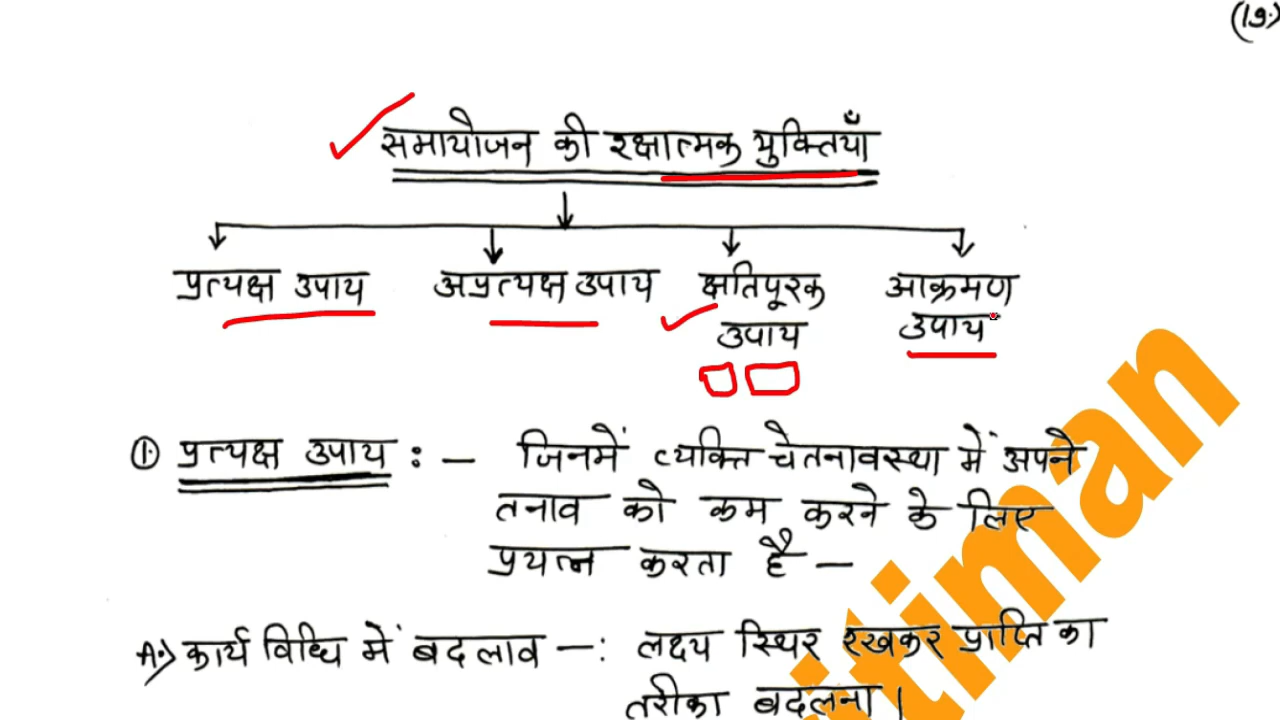 (19.)
समायोजन की रक्षात्मक युक्तियाँ
प्रत्यक्ष उपाय अप्रत्यक्ष उपाय क्षतिपूरक उपाय आक्रमण उपाय
① प्रत्यक्ष उपाय :— जिनमें व्यक्ति चेतनावस्था में अपने
तनाव को कम करने के लिए
प्रयत्न करता है —
A.) कार्य विधि में बदलाव —: लक्ष्य स्थिर रखकर प्राप्ति का
तरीका बदलना।
itiman